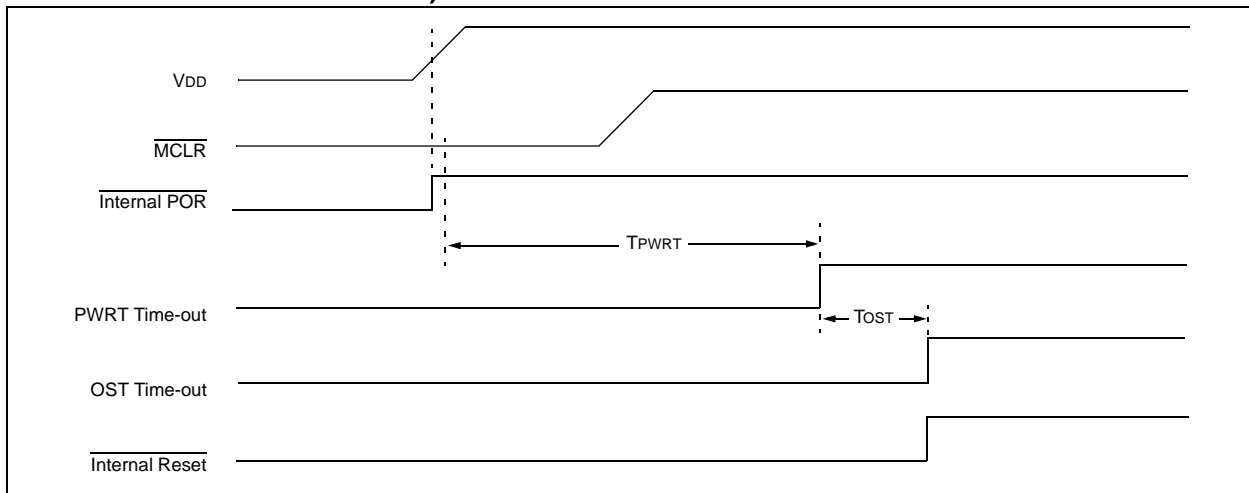 VDD
MCLR
Internal POR
TPWRT
PWRT Time-out
TOST
OST Time-out
Internal Reset